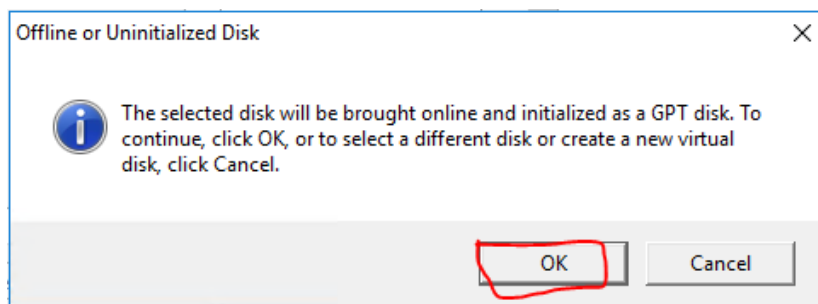 Offline or Uninitialized Disk
The selected disk will be brought online and initialized as a GPT disk. To
continue, click OK, or to select a different disk or create a new virtual
disk, click Cancel.
OK
Cancel